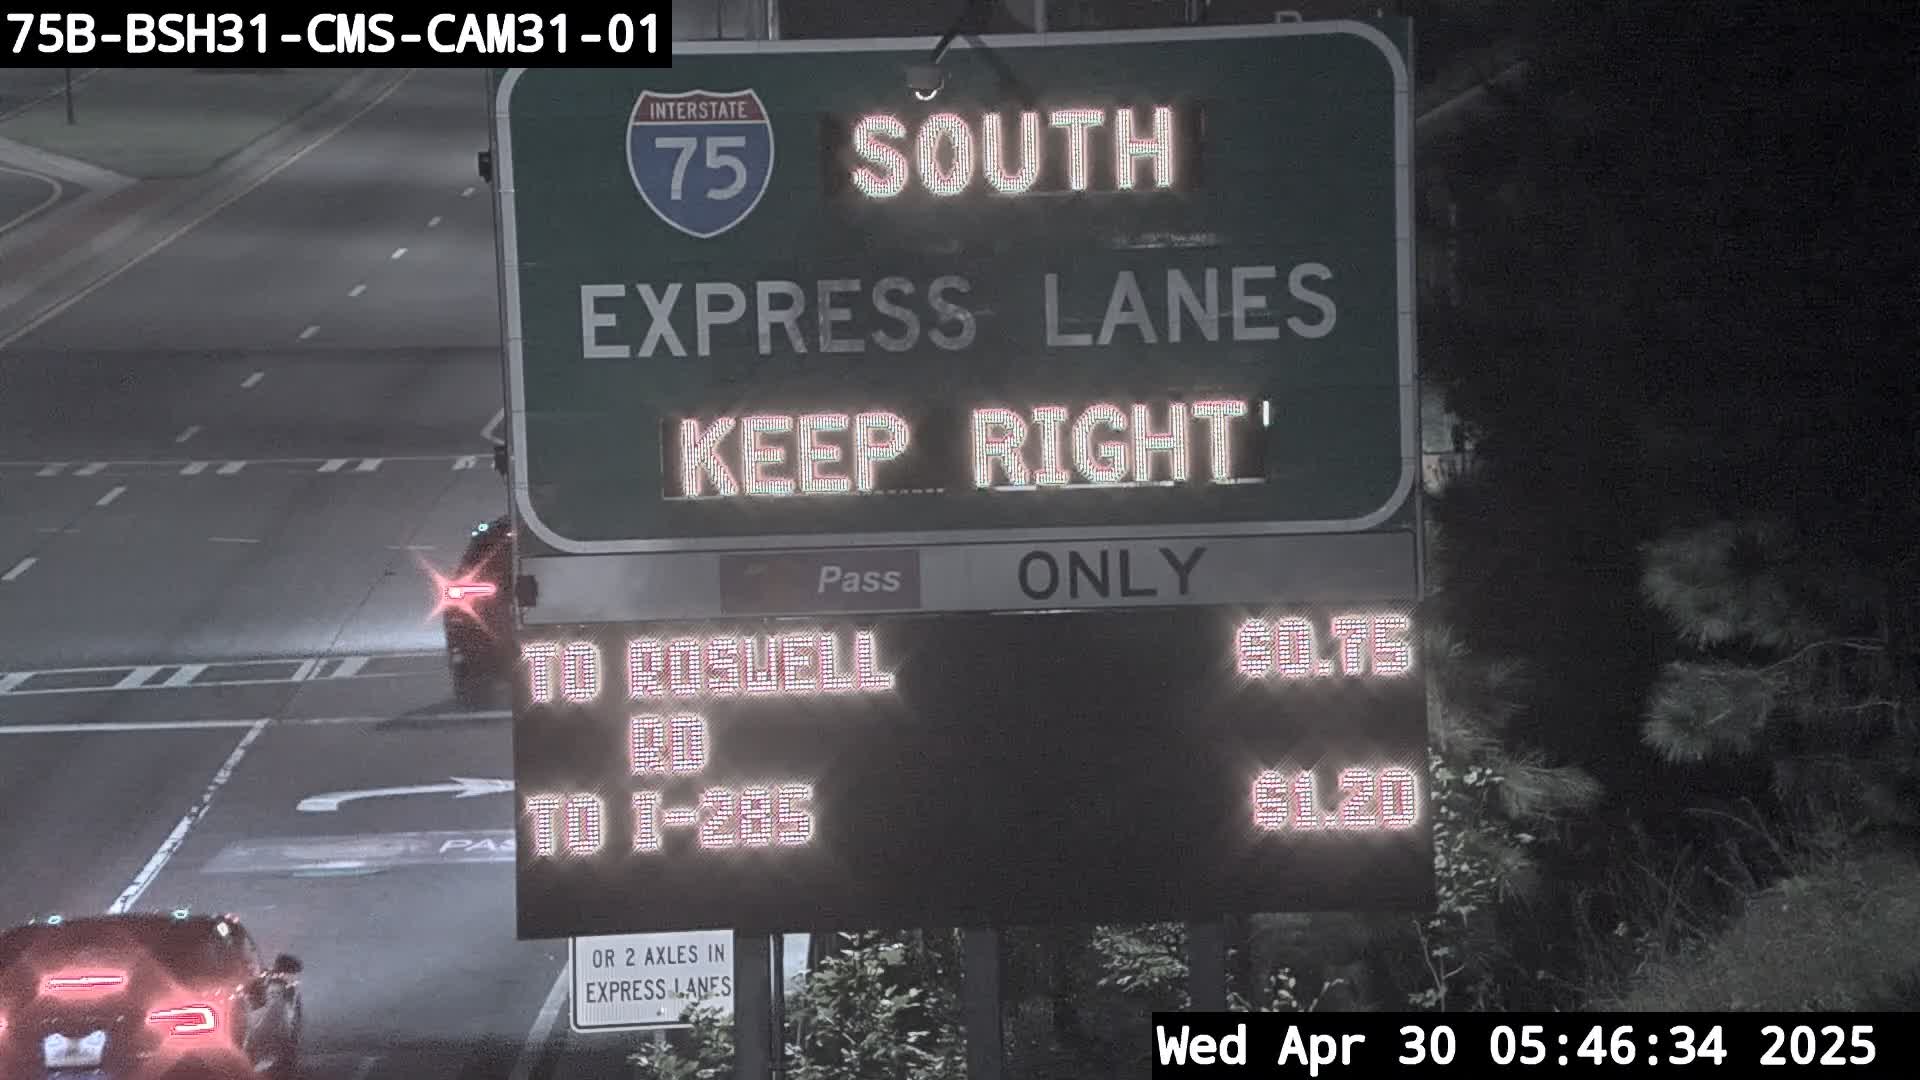 75B-BSH31-CMS-CAM31-01
INTERSTATE
75
SOUTH
EXPRESS LANES
KEEP RIGHT
Pass ONLY
TO ROSWELL $0.75
RD
TO I-285 $1.20
OR 2 AXLES IN
EXPRESS LANES
Wed Apr 30 05:46:34 2025